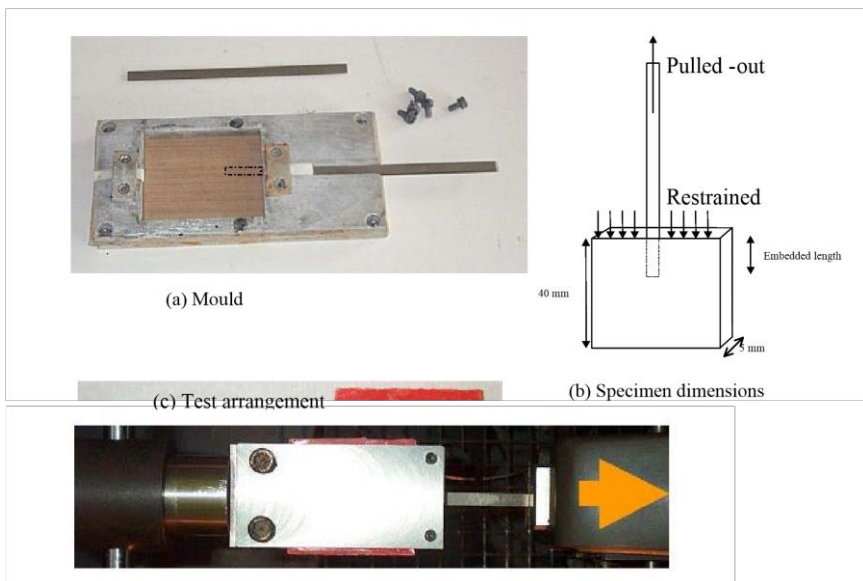 Pulled -out
Restrained
Embedded length
40 mm
5 mm
(a) Mould
(b) Specimen dimensions
(c) Test arrangement